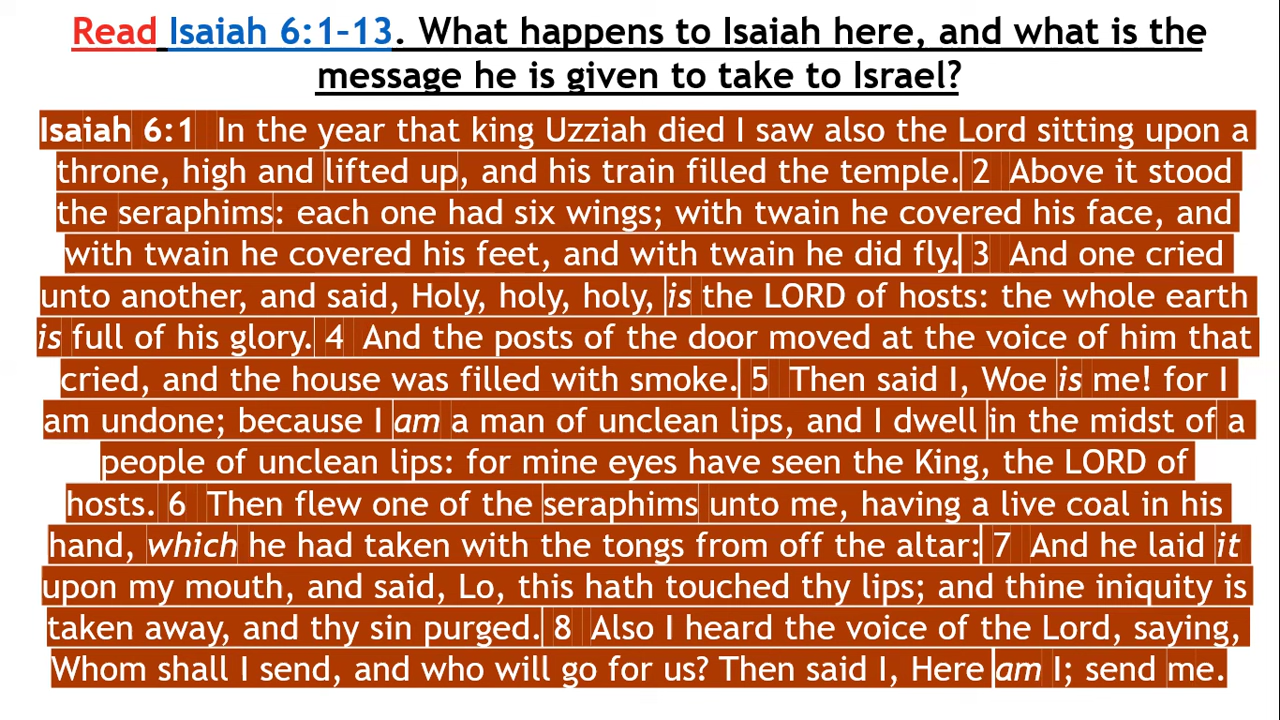 Read Isaiah 6:1–13. What happens to Isaiah here, and what is the
message he is given to take to Israel?
Isaiah 6:1 In the year that king Uzziah died I saw also the Lord sitting upon a
throne, high and lifted up, and his train filled the temple. 2 Above it stood
the seraphims: each one had six wings; with twain he covered his face, and
with twain he covered his feet, and with twain he did fly. 3 And one cried
unto another, and said, Holy, holy, holy, is the LORD of hosts: the whole earth
is full of his glory. 4 And the posts of the door moved at the voice of him that
cried, and the house was filled with smoke. 5 Then said I, Woe is me! for I
am undone; because I am a man of unclean lips, and I dwell in the midst of a
people of unclean lips: for mine eyes have seen the King, the LORD of
hosts. 6 Then flew one of the seraphims unto me, having a live coal in his
hand, which he had taken with the tongs from off the altar: 7 And he laid it
upon my mouth, and said, Lo, this hath touched thy lips; and thine iniquity is
taken away, and thy sin purged. 8 Also I heard the voice of the Lord, saying,
Whom shall I send, and who will go for us? Then said I, Here am I; send me.